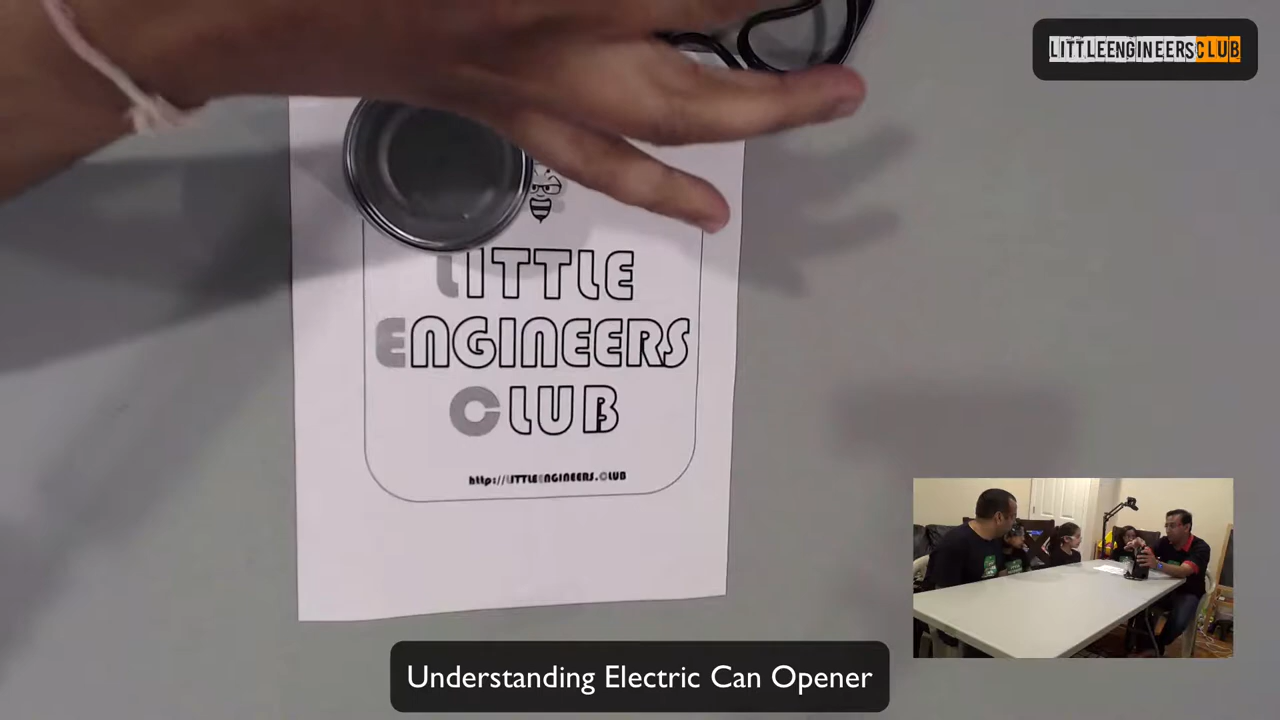 LITTLEENGINEERSCLUB
LITTLE
ENGINEERS
CLUB
http://LITTLEENGINEERS.CLUB
Understanding Electric Can Opener